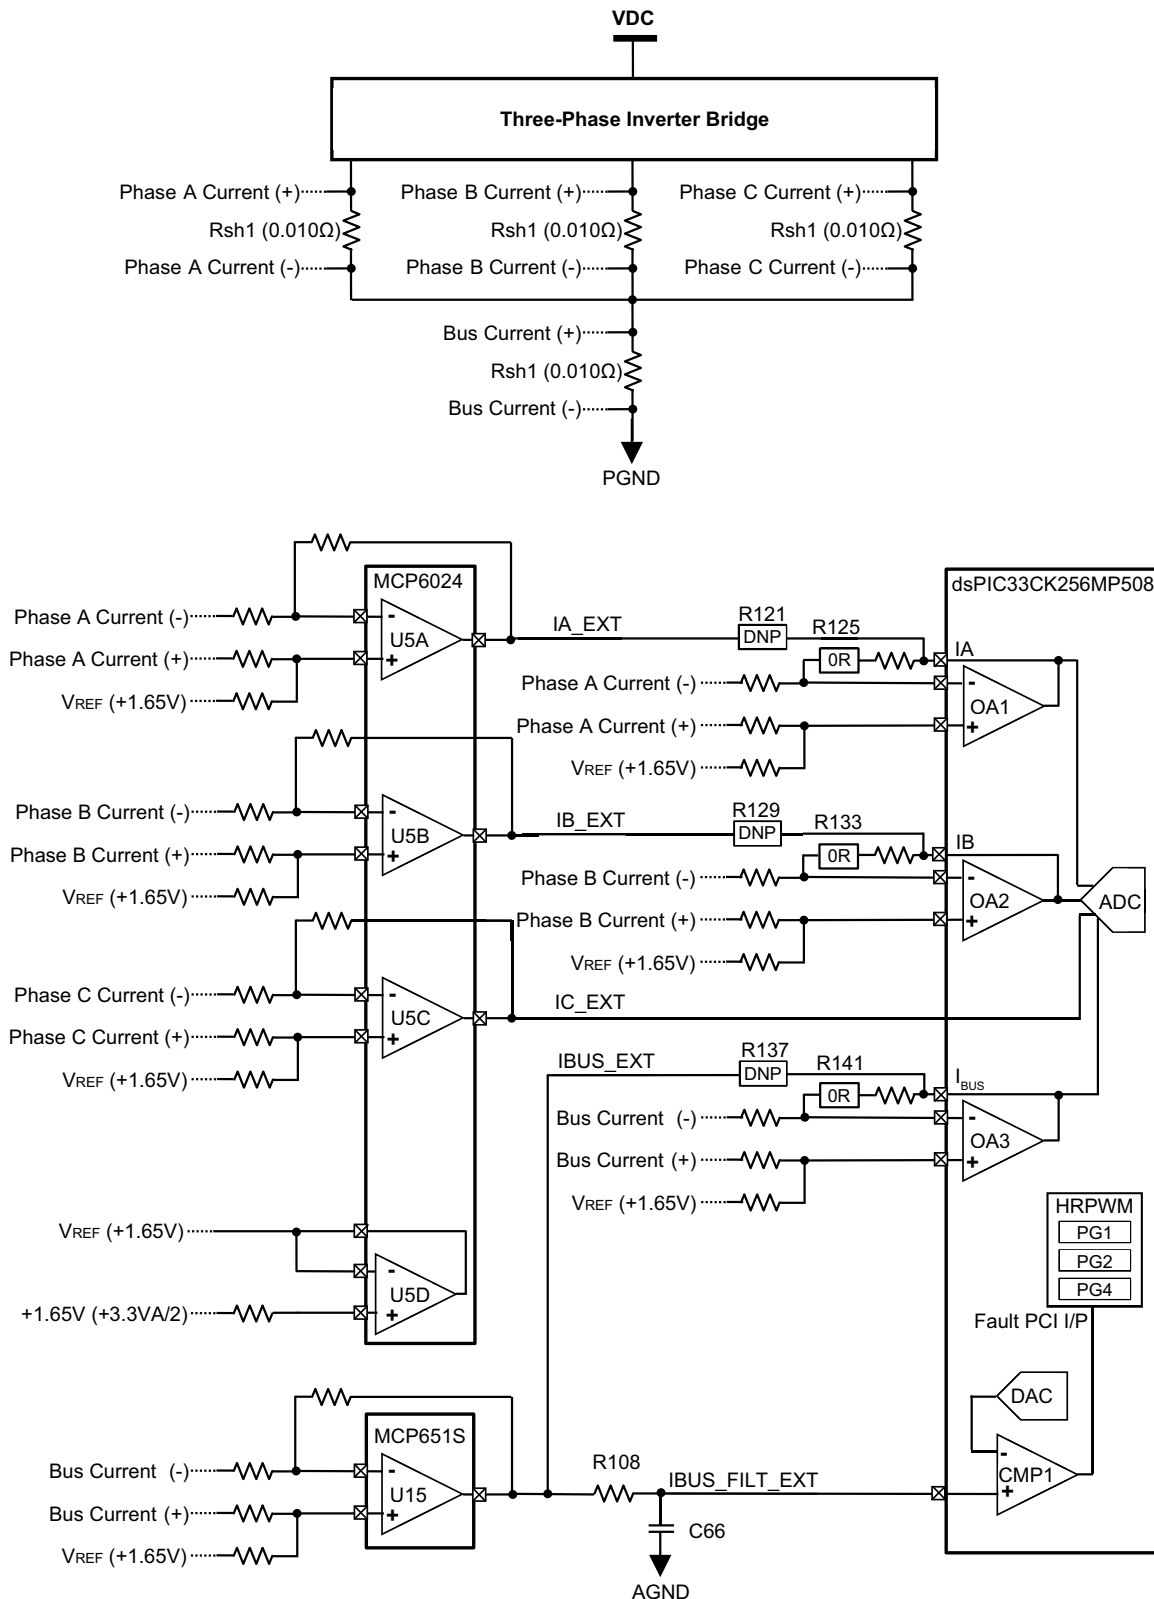 VDC
Three-Phase Inverter Bridge
Phase A Current (+)
Phase B Current (+)
Phase C Current (+)
Rsh1 (0.010Ω)
Rsh1 (0.010Ω)
Rsh1 (0.010Ω)
Phase A Current (-)
Phase B Current (-)
Phase C Current (-)
Bus Current (+)
Rsh1 (0.010Ω)
Bus Current (-)
PGND
MCP6024
Phase A Current (-)
- U5A +
Phase A Current (+)
VREF (+1.65V)
Phase B Current (-)
- U5B +
Phase B Current (+)
VREF (+1.65V)
Phase C Current (-)
- U5C +
Phase C Current (+)
VREF (+1.65V)
VREF (+1.65V)
- U5D +
+1.65V (+3.3VA/2)
MCP651S
Bus Current (-)
- U15 +
Bus Current (+)
VREF (+1.65V)
dsPIC33CK256MP508
IA_EXT
R121
DNP
R125
0R
IA
Phase A Current (-)
- OA1 +
Phase A Current (+)
VREF (+1.65V)
IB_EXT
R129
DNP
R133
0R
IB
Phase B Current (-)
- OA2 +
ADC
Phase B Current (+)
VREF (+1.65V)
IC_EXT
IBUS_EXT
R137
DNP
R141
0R
IBUS
Bus Current (-)
- OA3 +
Bus Current (+)
VREF (+1.65V)
HRPWM
PG1
PG2
PG4
Fault PCI I/P
DAC
- CMP1 +
R108
IBUS_FILT_EXT
C66
AGND